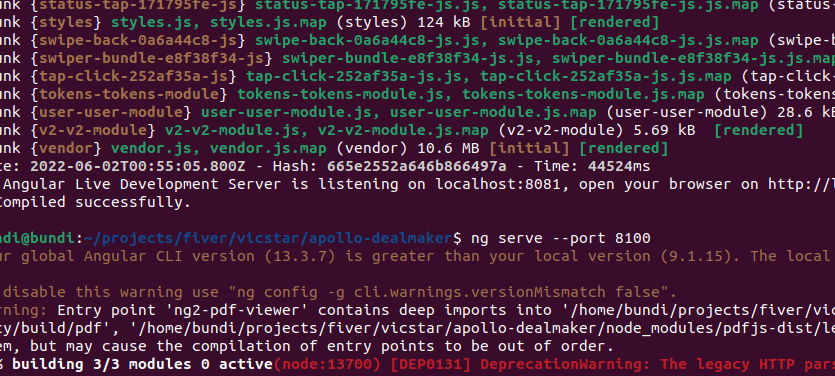 unk {status-tap-171795fe-js} status-tap-171795fe-js.js, status-tap-171795fe-js.js.map (status-
unk {styles} styles.js, styles.js.map (styles) 124 kB [initial] [rendered]
unk {swipe-back-0a6a44c8-js} swipe-back-0a6a44c8-js.js, swipe-back-0a6a44c8-js.js.map (swipe-b
unk {swiper-bundle-e8f38f34-js} swiper-bundle-e8f38f34-js.js, swiper-bundle-e8f38f34-js.js.map
unk {tap-click-252af35a-js} tap-click-252af35a-js.js, tap-click-252af35a-js.js.map (tap-click-
unk {tokens-tokens-module} tokens-tokens-module.js, tokens-tokens-module.js.map (tokens-tokens
unk {user-user-module} user-user-module.js, user-user-module.js.map (user-user-module) 28.6 k
unk {v2-v2-module} v2-v2-module.js, v2-v2-module.js.map (v2-v2-module) 5.69 kB [rendered]
unk {vendor} vendor.js, vendor.js.map (vendor) 10.6 MB [initial] [rendered]
te: 2022-06-02T00:55:05.800Z - Hash: 665e2552a646b866497a - Time: 44524ms
Angular Live Development Server is listening on localhost:8081, open your browser on http://l
Compiled successfully.
ndi@bundi:~/projects/fiver/vicstar/apollo-dealmaker$ ng serve --port 8100
ur global Angular CLI version (13.3.7) is greater than your local version (9.1.15). The local
disable this warning use "ng config -g cli.warnings.versionMismatch false".
rning: Entry point 'ng2-pdf-viewer' contains deep imports into '/home/bundi/projects/fiver/vic
ty/build/pdf', '/home/bundi/projects/fiver/vicstar/apollo-dealmaker/node_modules/pdfjs-dist/le
em, but may cause the compilation of entry points to be out of order.
% building 3/3 modules 0 active(node:13700) [DEP0131] DeprecationWarning: The legacy HTTP pars